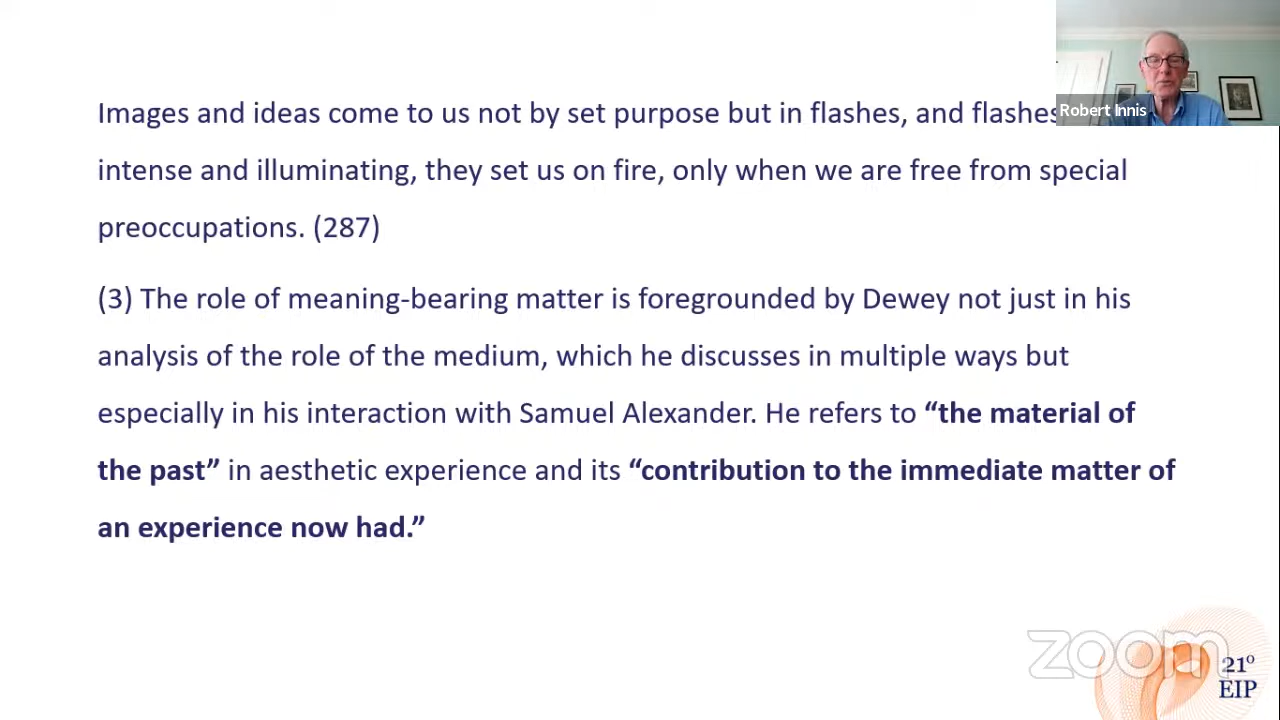 Images and ideas come to us not by set purpose but in flashes, and flashes
intense and illuminating, they set us on fire, only when we are free from special
preoccupations. (287)
(3) The role of meaning-bearing matter is foregrounded by Dewey not just in his
analysis of the role of the medium, which he discusses in multiple ways but
especially in his interaction with Samuel Alexander. He refers to “the material of
the past” in aesthetic experience and its “contribution to the immediate matter of
an experience now had.”
Robert Innis
zoom
21º
EIP